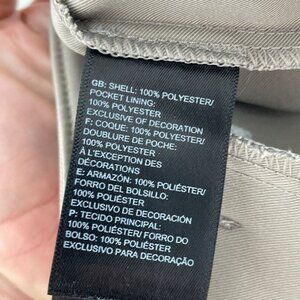 GB: SHELL: 100% POLYESTER/
POCKET LINING:
100% POLYESTER
EXCLUSIVE OF DECORATION
F: COQUE: 100% POLYESTER/
DOUBLURE DE POCHE:
100% POLYESTER
À L'EXCEPTION DES
DÉCORATIONS
E: ARMAZÓN: 100% POLIÉSTER/
FORRO DEL BOLSILLO:
100% POLIÉSTER
EXCLUSIVO DE DECORACIÓN
P: TECIDO PRINCIPAL:
100% POLIÉSTER/ FORRO DO
BOLSO: 100% POLIÉSTER
EXCLUSIVO PARA DECORAÇÃO